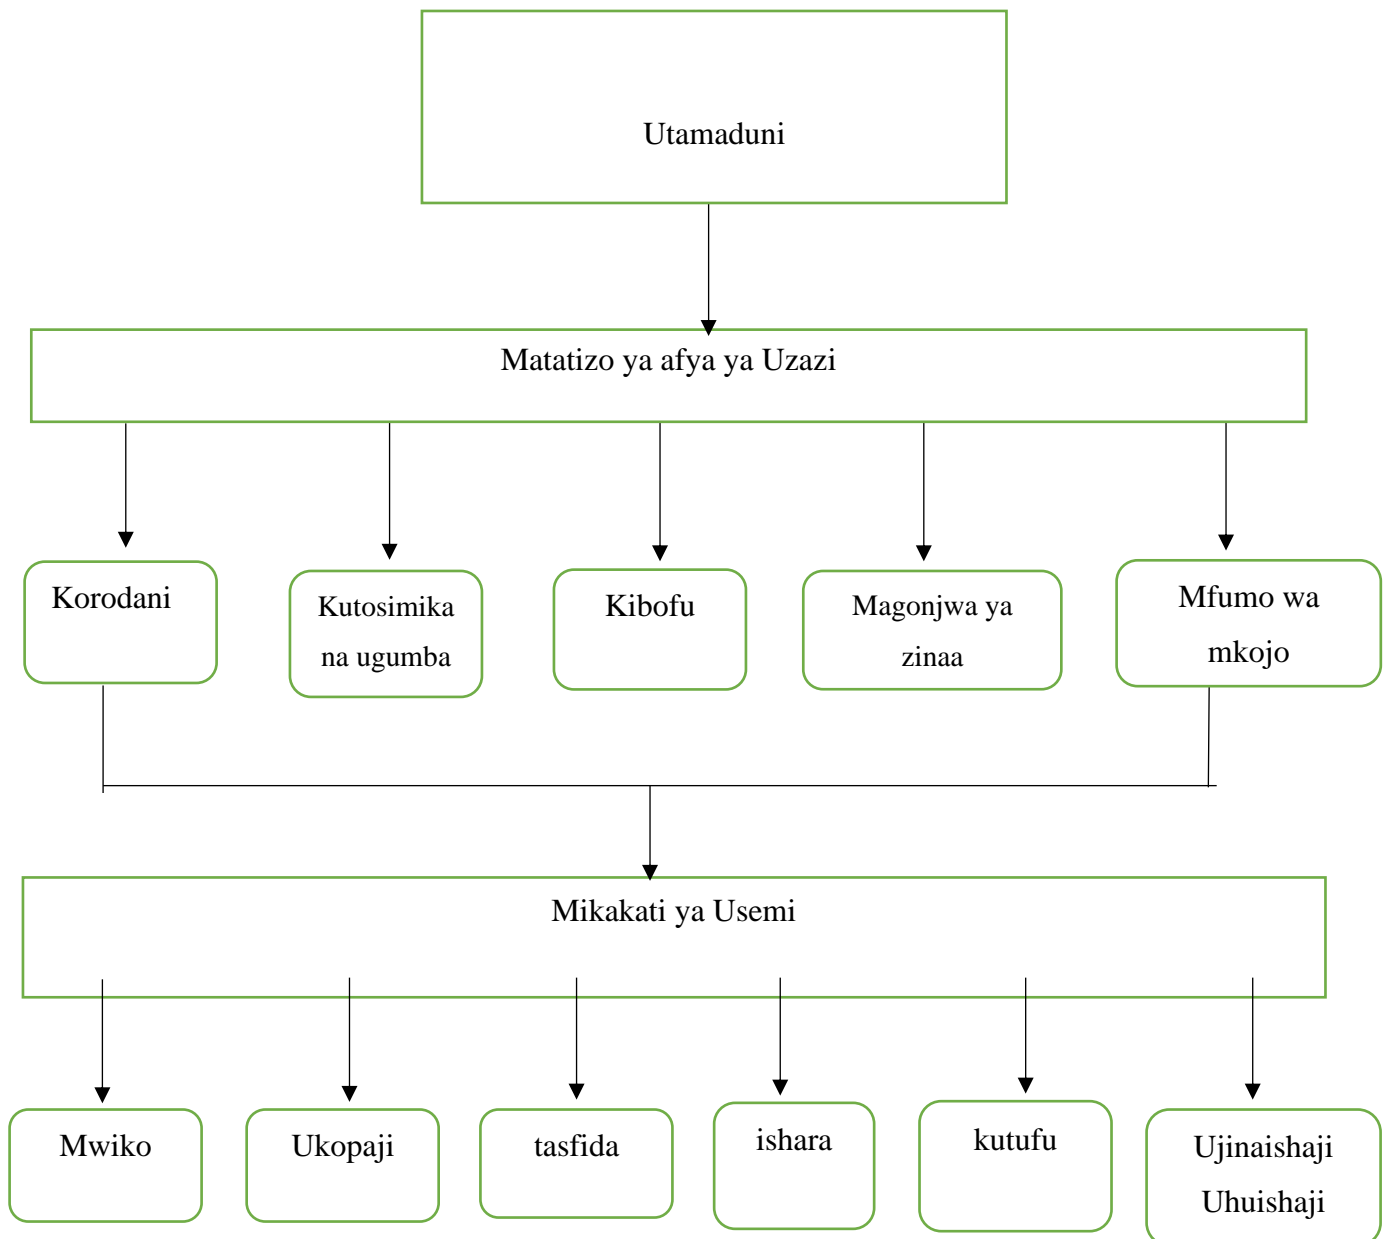 Utamaduni
Matatizo ya afya ya Uzazi
Korodani
Kutosimika
na ugumba
Kibofu
Magonjwa ya
zinaa
Mfumo wa
mkojo
Mikakati ya Usemi
Mwiko
Ukopaji
tasfida
ishara
kutufu
Ujinaishaji
Uhuishaji